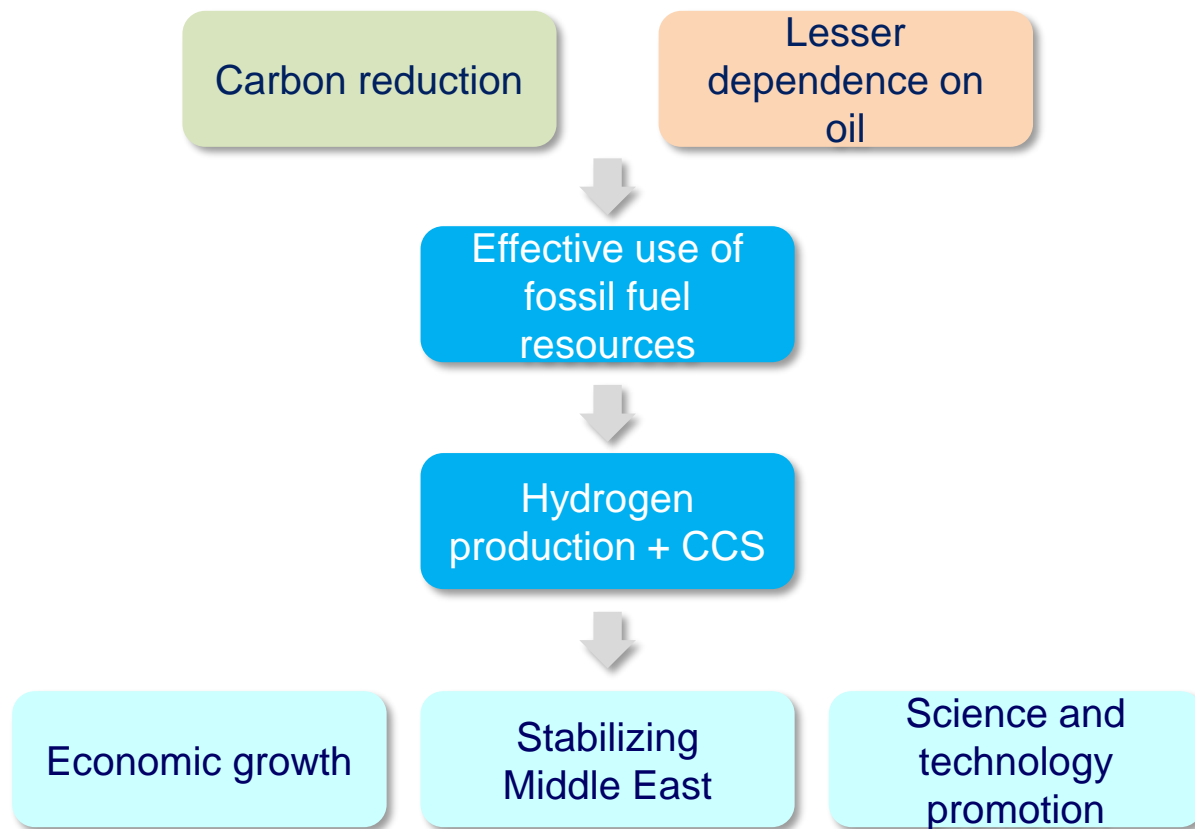 Carbon reduction
Lesser
dependence on
oil
Effective use of
fossil fuel
resources
Hydrogen
production + CCS
Economic growth
Stabilizing
Middle East
Science and
technology
promotion